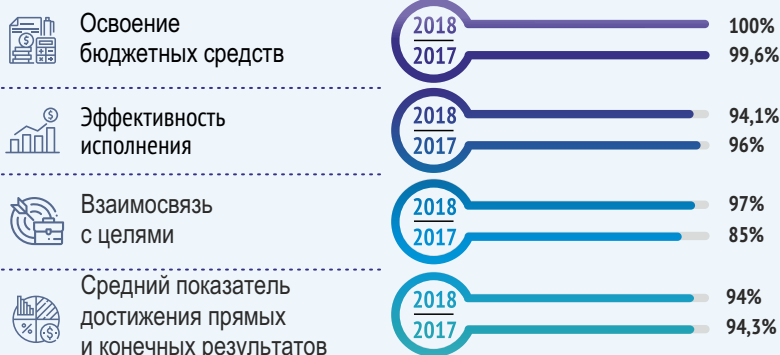 Освоение
бюджетных средств
2018
2017
100%
99,6%
Эффективность
исполнения
2018
2017
94,1%
96%
Взаимосвязь
с целями
2018
2017
97%
85%
Средний показатель
достижения прямых
и конечных результатов
2018
2017
94%
94,3%